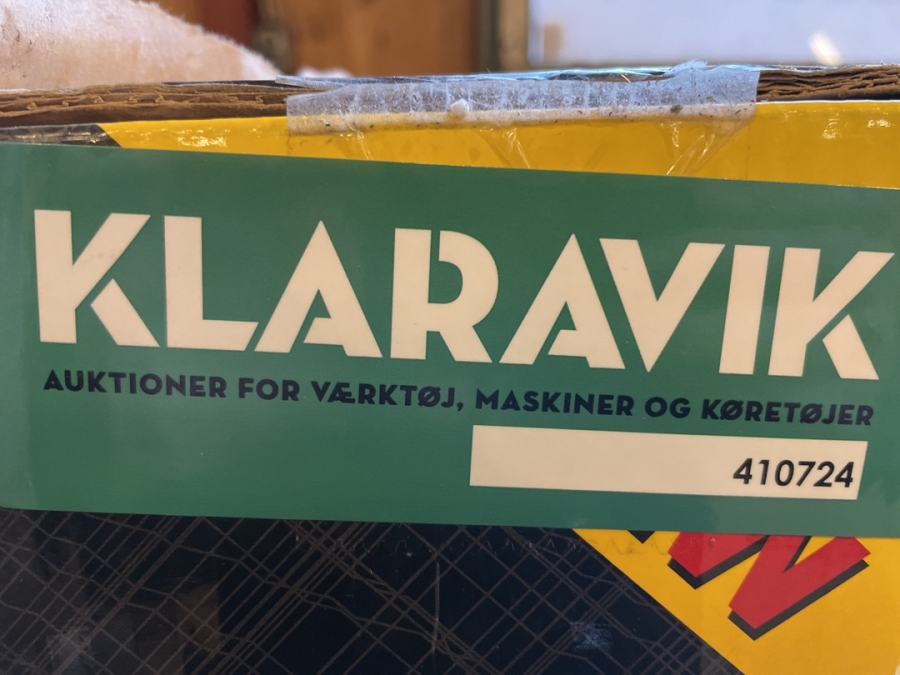 KLARAVIK
AUKTIONER FOR VÆRKTØJ, MASKINER OG KØRETØJER
410724